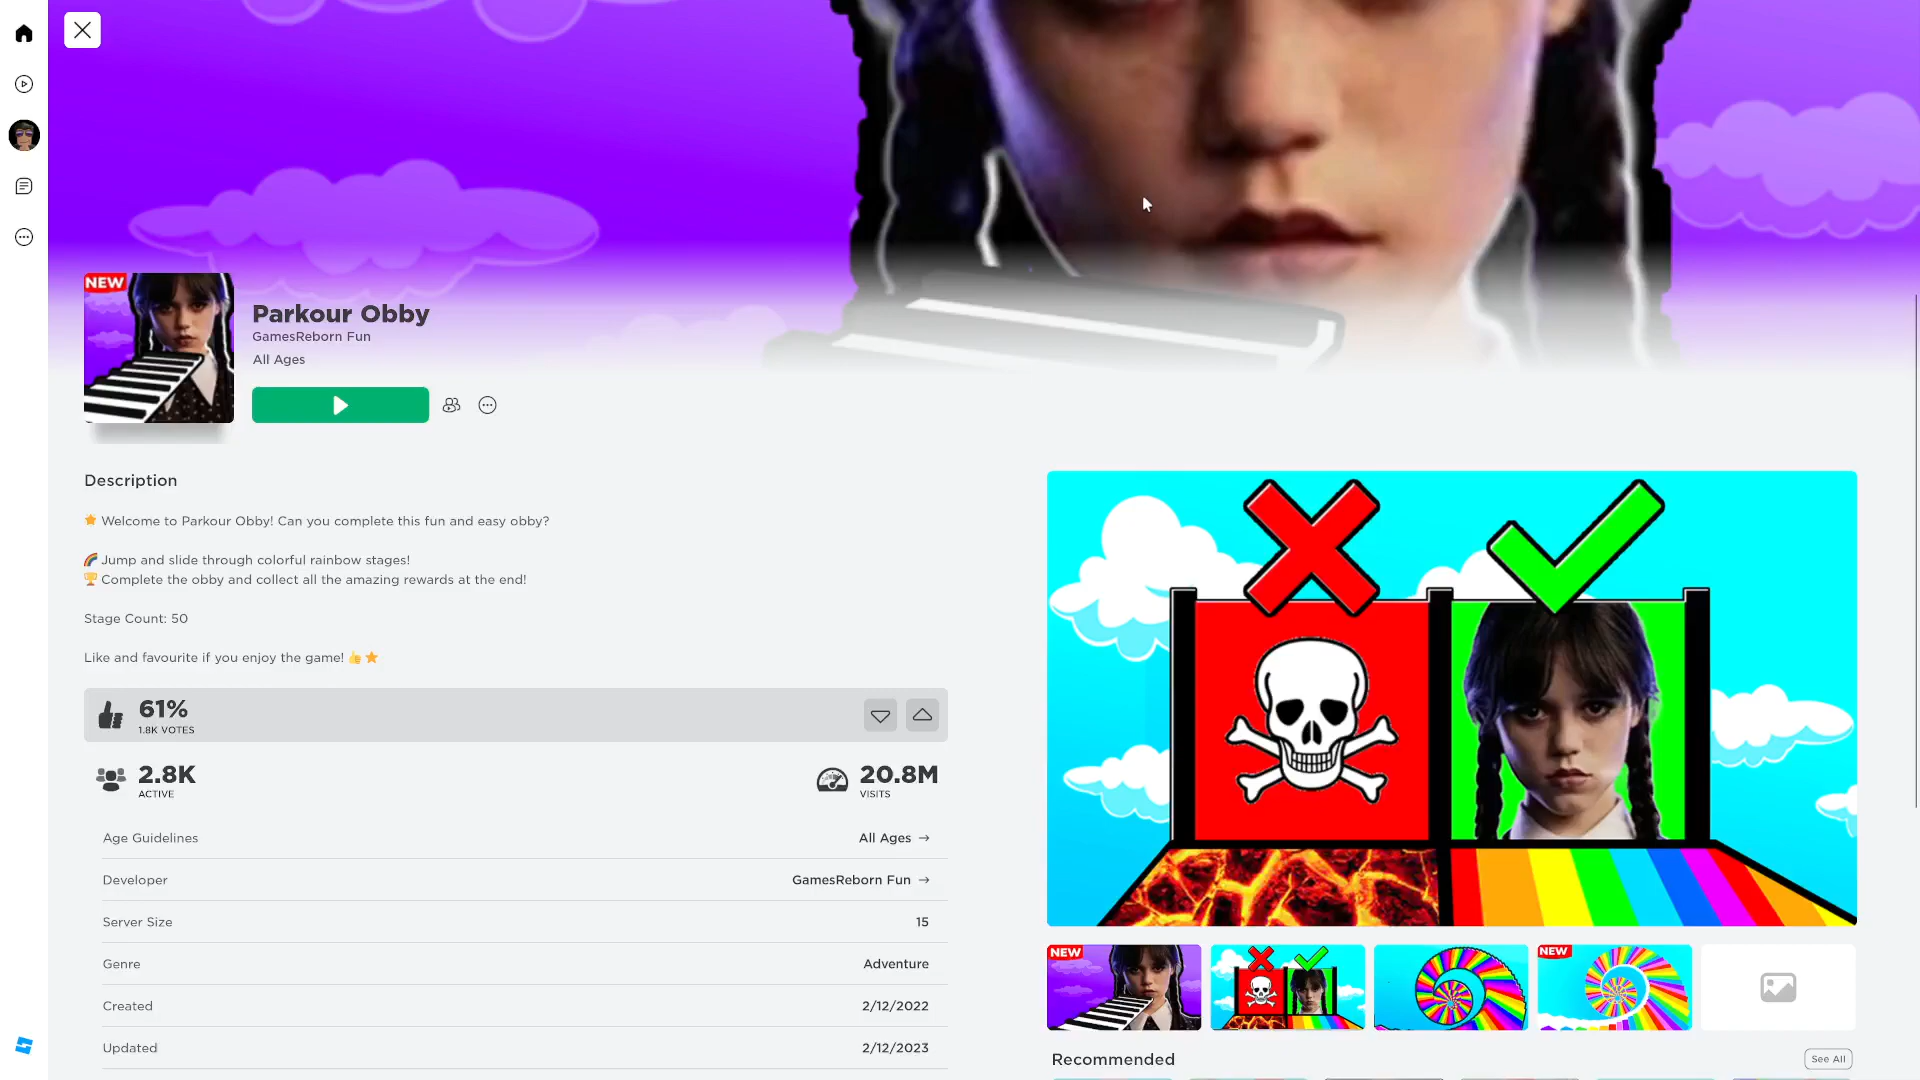 NEW
Parkour Obby
GamesReborn Fun
All Ages
Description
Welcome to Parkour Obby! Can you complete this fun and easy obby?
Jump and slide through colorful rainbow stages!
Complete the obby and collect all the amazing rewards at the end!
Stage Count: 50
Like and favourite if you enjoy the game!
61%
1.8K VOTES
2.8K
ACTIVE
20.8M
VISITS
Age Guidelines
All Ages
Developer
GamesReborn Fun
Server Size
15
Genre
Adventure
Created
2/12/2022
Updated
2/12/2023
NEW
NEW
Recommended
See All